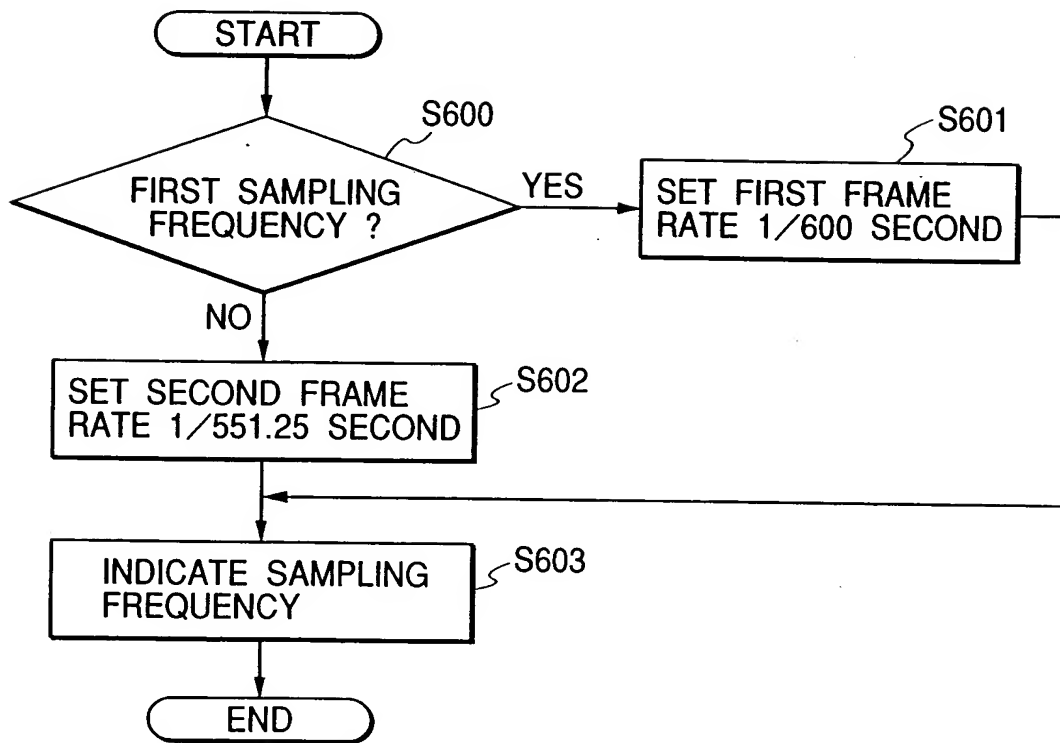 START
S600
FIRST SAMPLING
FREQUENCY ?
YES
S601
SET FIRST FRAME
RATE 1/600 SECOND
NO
S602
SET SECOND FRAME
RATE 1/551.25 SECOND
S603
INDICATE SAMPLING
FREQUENCY
END